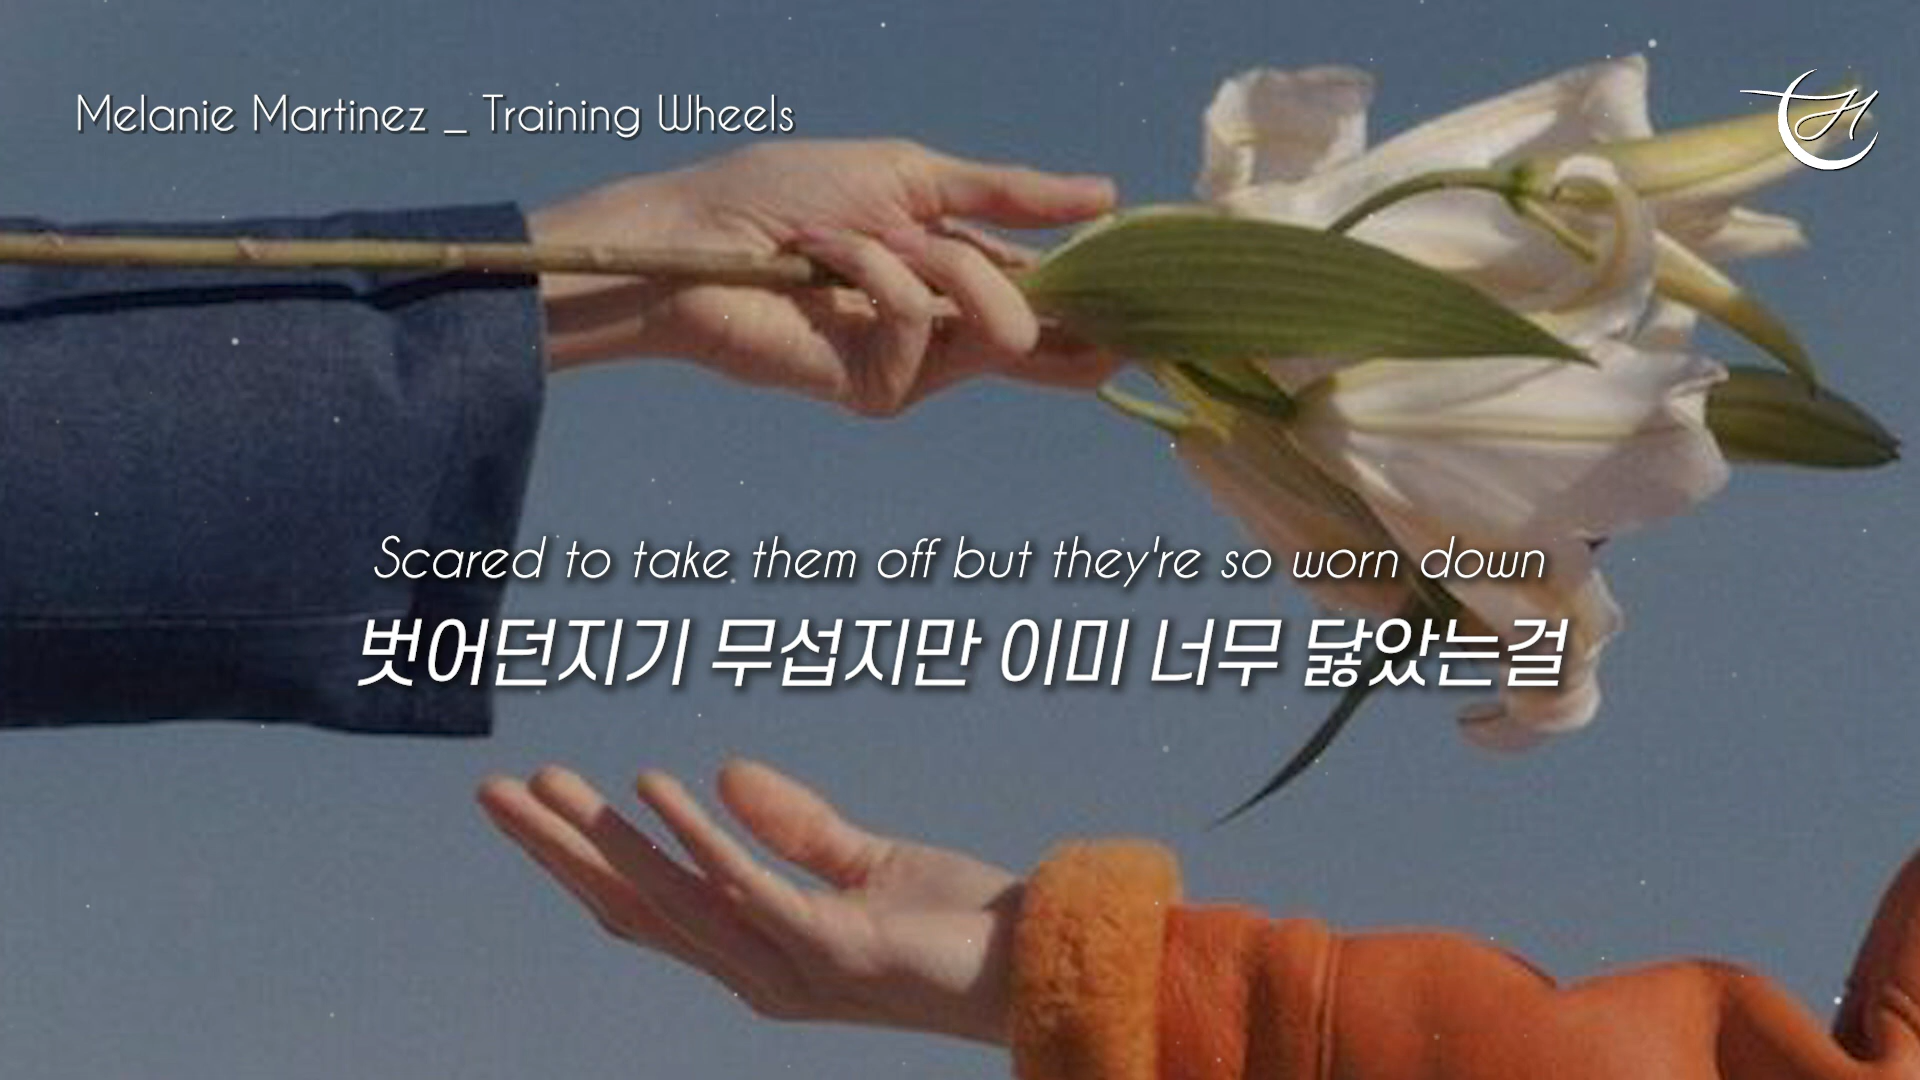 Melanie Martinez _ Training Wheels
Scared to take them off but they're so worn down
벗어던지기 무섭지만 이미 너무 닳았는걸